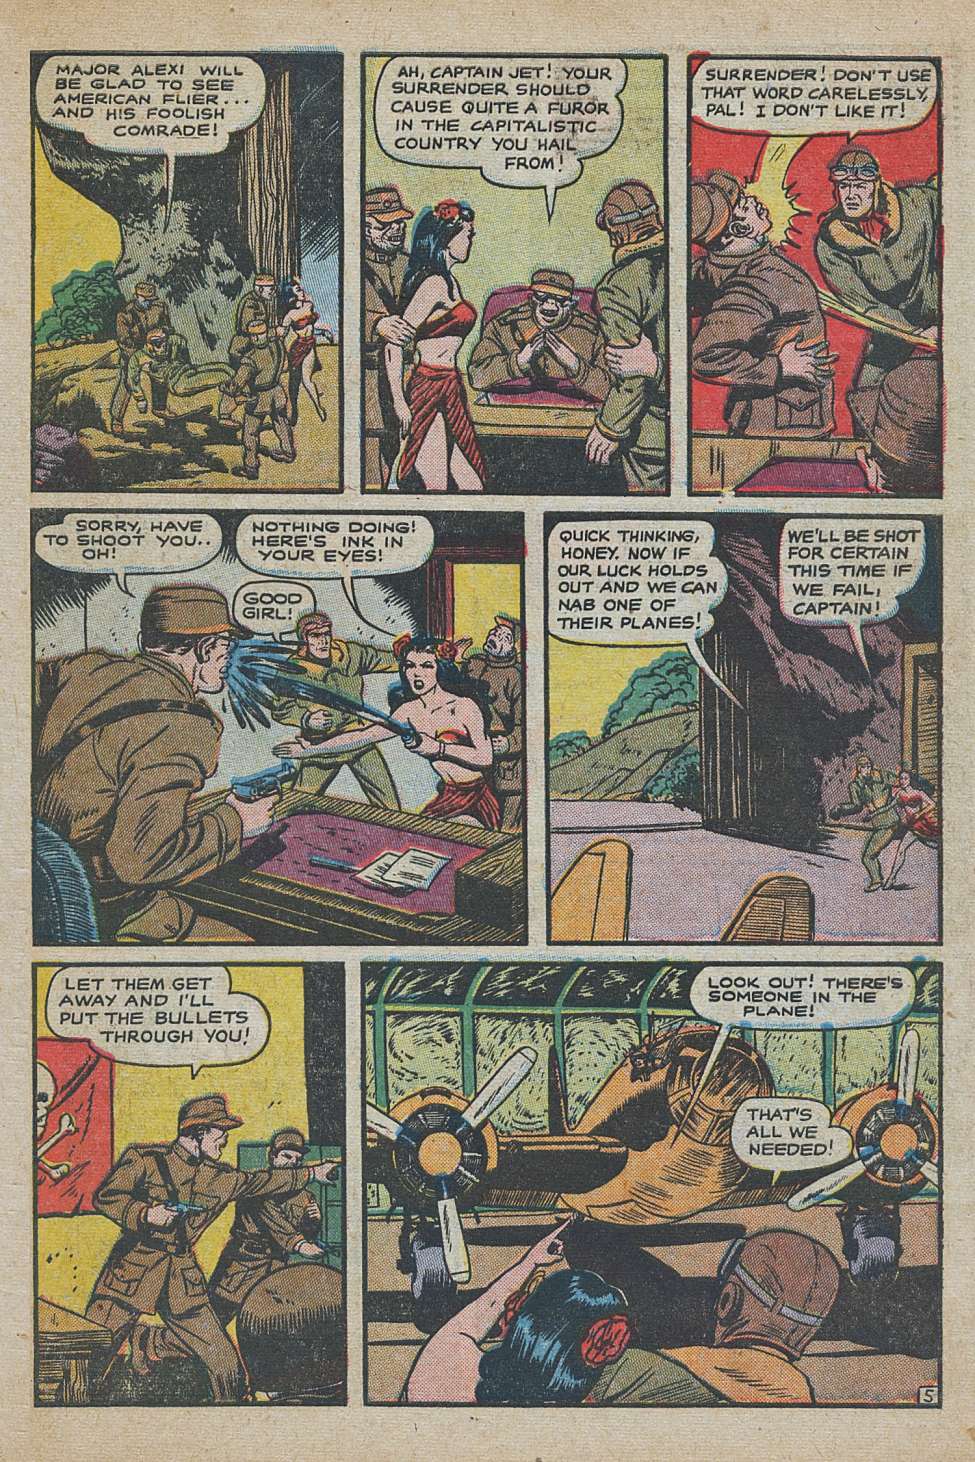 MAJOR ALEXI WILL
BE GLAD TO SEE
AMERICAN FLIER...
AND HIS FOOLISH
COMRADE!
AH, CAPTAIN JET! YOUR
SURRENDER SHOULD
CAUSE QUITE A FUROR
IN THE CAPITALISTIC
COUNTRY YOU HAIL
FROM!
SURRENDER! DON'T USE
THAT WORD CARELESSLY,
PAL! I DON'T LIKE IT!
SORRY, HAVE
TO SHOOT YOU..
OH!
GOOD
GIRL!
NOTHING DOING!
HERE'S INK IN
YOUR EYES!
QUICK THINKING,
HONEY. NOW IF
OUR LUCK HOLDS
OUT AND WE CAN
NAB ONE OF
THEIR PLANES!
WE'LL BE SHOT
FOR CERTAIN
THIS TIME IF
WE FAIL,
CAPTAIN!
LET THEM GET
AWAY AND I'LL
PUT THE BULLETS
THROUGH YOU!
LOOK OUT! THERE'S
SOMEONE IN THE
PLANE!
THAT'S
ALL WE
NEEDED!
5